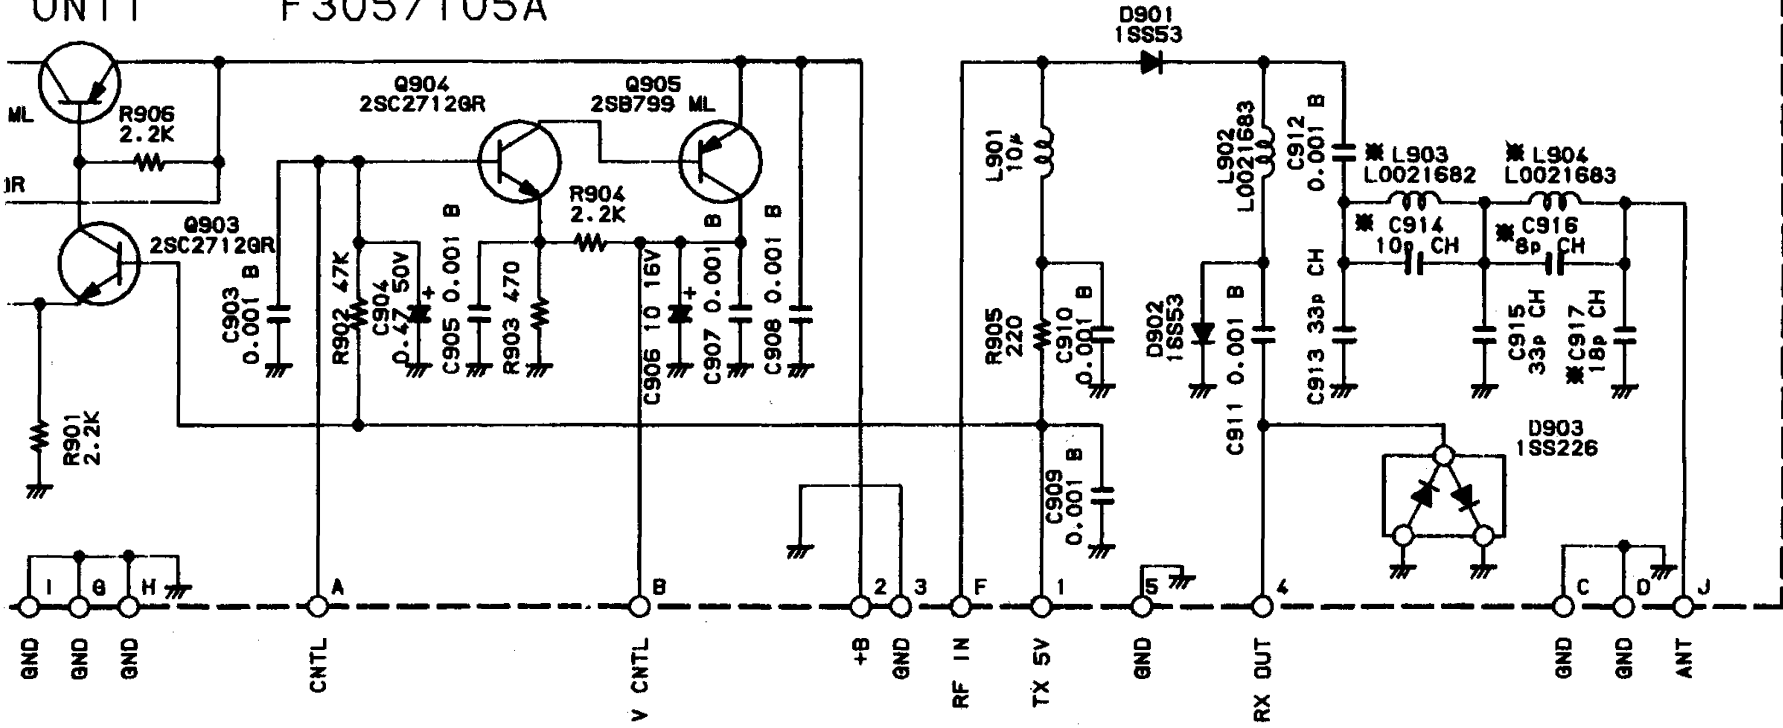 UNIT F3057105A
ML
R906
2.2K
Q904
2SC2712GR
Q905
2SB799 ML
D901
1SS53
Q903
2SC2712GR
R901
2.2K
C903
0.001 B
R902 47K
C904
0.47 50V
+
C905 0.001 B
R903 470
R904
2.2K
C906 10 16V
+
C907 0.001 B
C908 0.001 B
L901
10μ
R905
220
C910
0.001 B
C909
0.001 B
L902
L0021683
D902
1SS53
C911 0.001 B
C912
0.001 B
※ L903
L0021682
※ L904
L0021683
※ C914
10p CH
※ C916
8p CH
C913 33p CH
C915
33p CH
※ C917
18p CH
D903
1SS226
I
G
H
A
B
2
3
F
1
5
4
C
D
J
GND
GND
GND
CNTL
V CNTL
+B
GND
RF IN
TX 5V
GND
RX OUT
GND
GND
ANT